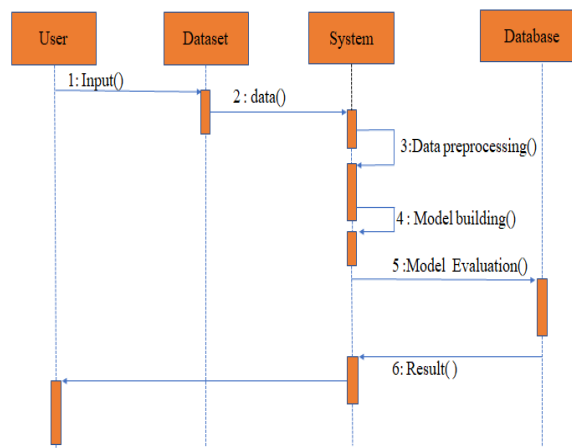 User
Dataset
System
Database
1: Input()
2 : data()
3:Data preprocessing()
4 : Model building()
5 :Model Evaluation()
6: Result( )